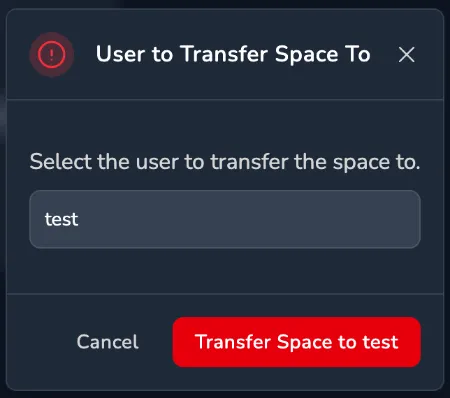 User to Transfer Space To
Select the user to transfer the space to.
test
Cancel
Transfer Space to test